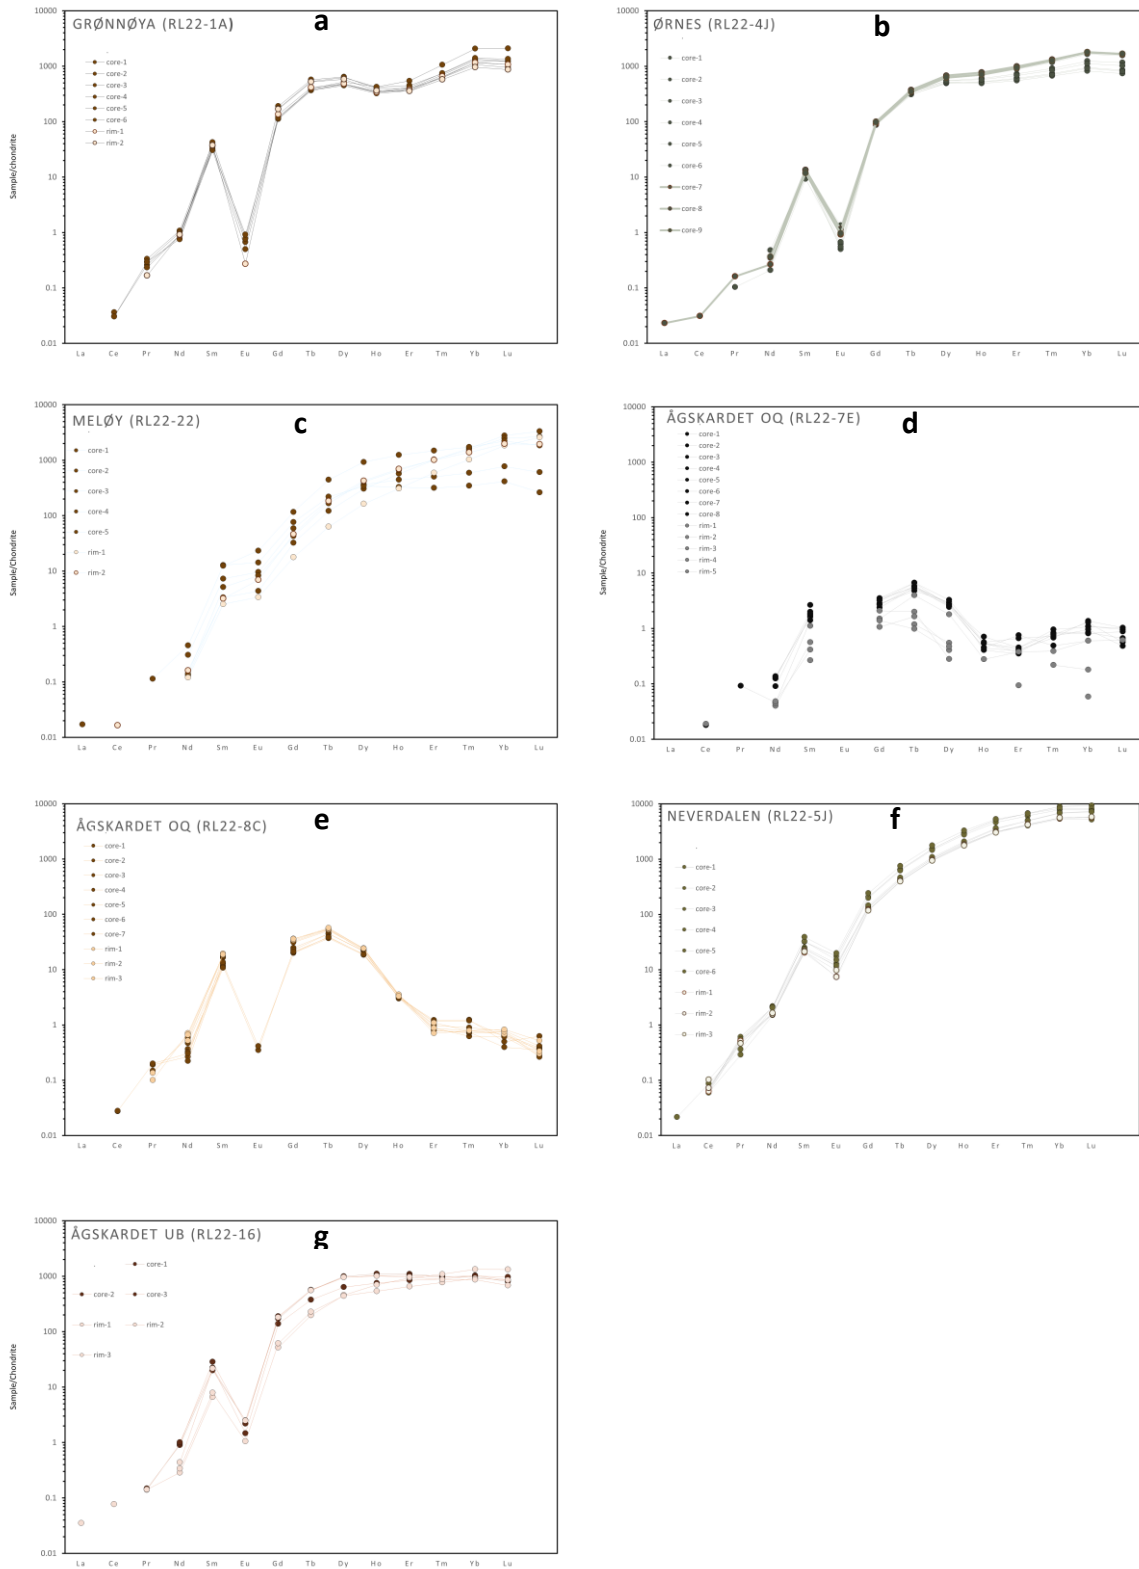 GRØNNØYA (RL22-1A)
a
10000
1000
100
10
1
0.1
0.01
Sample/chondrite
core-1
core-2
core-3
core-4
core-5
core-6
rim-1
rim-2
La Ce Pr Nd Sm Eu Gd Tb Dy Ho Er Tm Yb Lu
ØRNES (RL22-4J)
b
10000
1000
100
10
1
0.1
0.01
core-1
core-2
core-3
core-4
core-5
core-6
core-7
core-8
core-9
La Ce Pr Nd Sm Eu Gd Tb Dy Ho Er Tm Yb Lu
MELØY (RL22-22)
c
10000
1000
100
10
1
0.1
0.01
Sample/Chondrite
core-1
core-2
core-3
core-4
core-5
rim-1
rim-2
La Ce Pr Nd Sm Eu Gd Tb Dy Ho Er Tm Yb Lu
ÅGSKARDET OQ (RL22-7E)
d
10000
1000
100
10
1
0.1
0.01
core-1
core-2
core-3
core-4
core-5
core-6
core-7
core-8
rim-1
rim-2
rim-3
rim-4
rim-5
La Ce Pr Nd Sm Eu Gd Tb Dy Ho Er Tm Yb Lu
ÅGSKARDET OQ (RL22-8C)
e
10000
1000
100
10
1
0.1
0.01
Sample/Chondrite
core-1
core-2
core-3
core-4
core-5
core-6
core-7
rim-1
rim-2
rim-3
La Ce Pr Nd Sm Eu Gd Tb Dy Ho Er Tm Yb Lu
NEVERDALEN (RL22-5J)
f
10000
1000
100
10
1
0.1
0.01
core-1
core-2
core-3
core-4
core-5
core-6
rim-1
rim-2
rim-3
La Ce Pr Nd Sm Eu Gd Tb Dy Ho Er Tm Yb Lu
ÅGSKARDET UB (RL22-16)
g
10000
1000
100
10
1
0.1
0.01
Sample/Chondrite
core-1
core-2 core-3
rim-1 rim-2
rim-3
La Ce Pr Nd Sm Eu Gd Tb Dy Ho Er Tm Yb Lu